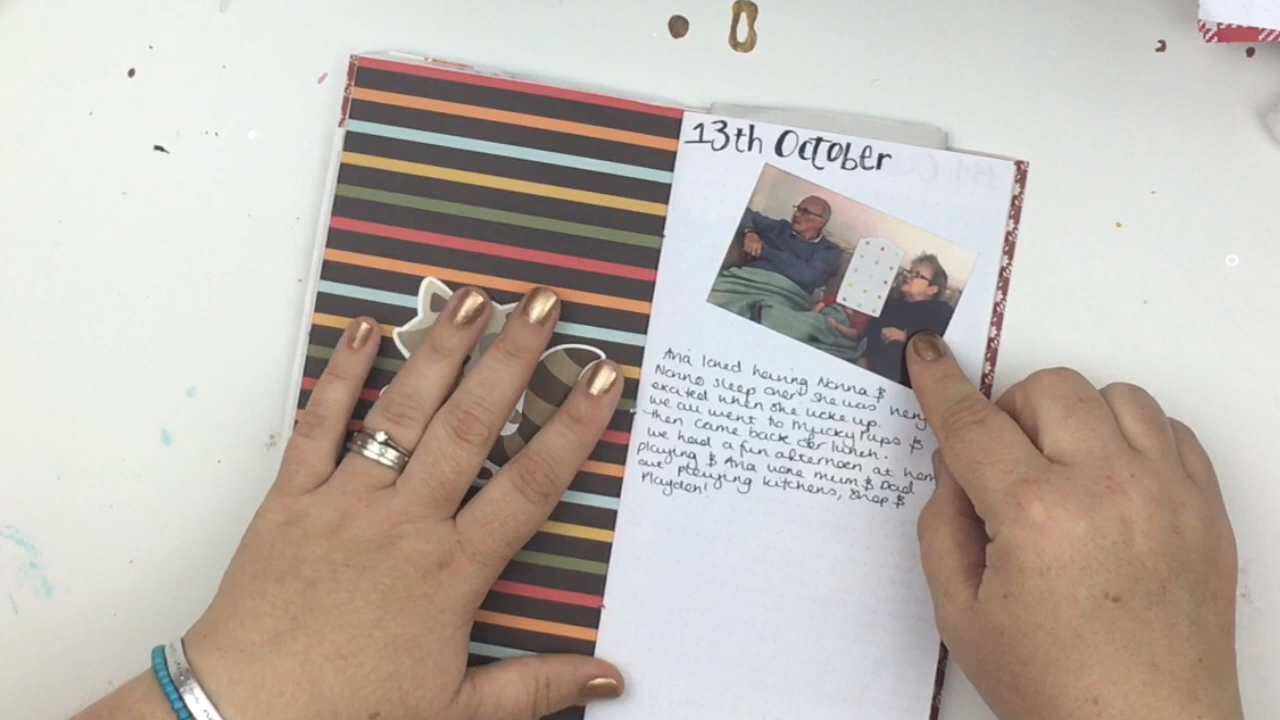 13th October
Ana loved having Nonna &
Nonno sleep over she was very
excited when she woke up.
we all went to Mucky Pups &
then came back for lunch.
we had a fun afternoon at hom
playing & Ana wore mum & Dad
out playing kitchens, shop &
Playdoh!